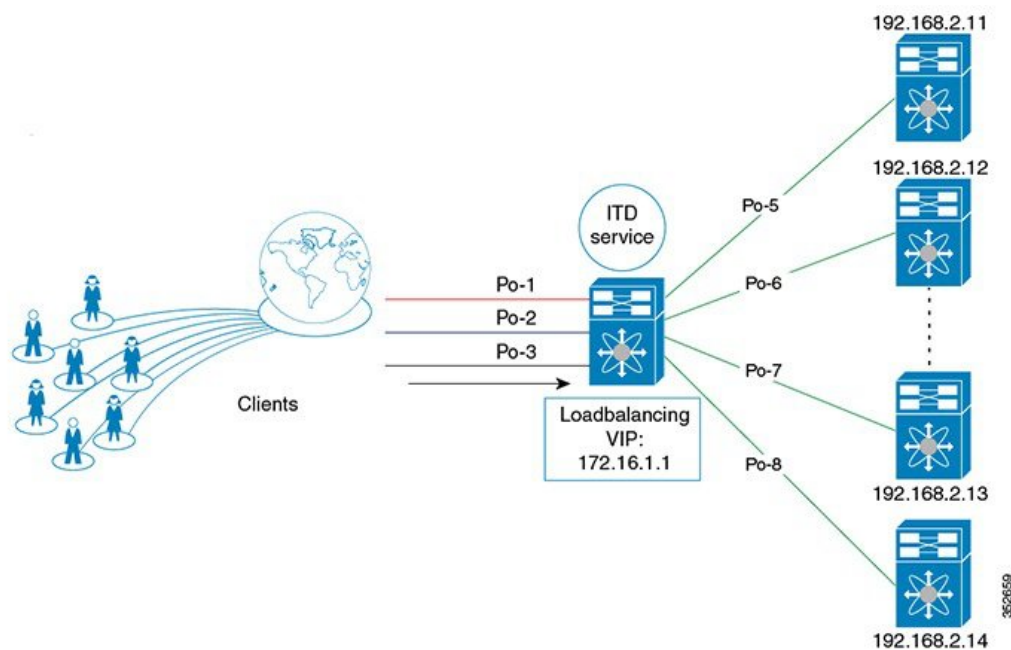 192.168.2.11
192.168.2.12
Po-5
ITD
service
Po-6
Po-1
Po-2
Po-3
Po-7
Clients
Loadbalancing
VIP:
172.16.1.1
Po-8
192.168.2.13
192.168.2.14
352659